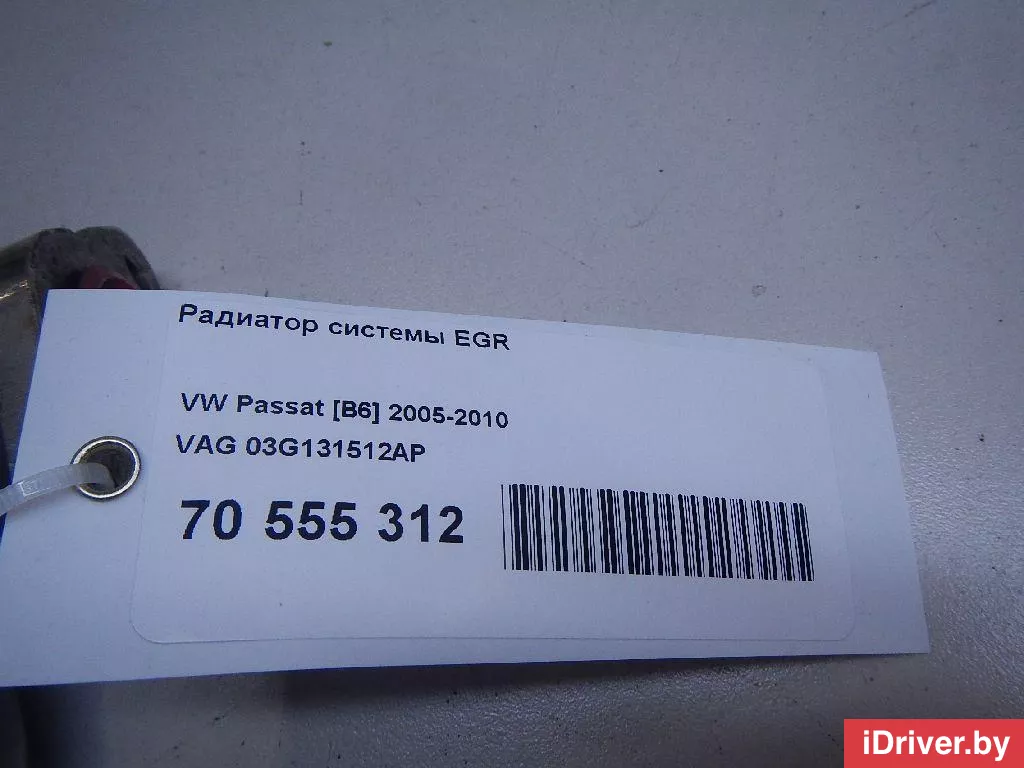 Радиатор системы EGR
VW Passat [B6] 2005-2010
VAG 03G131512AP
70 555 312
iDriver.by